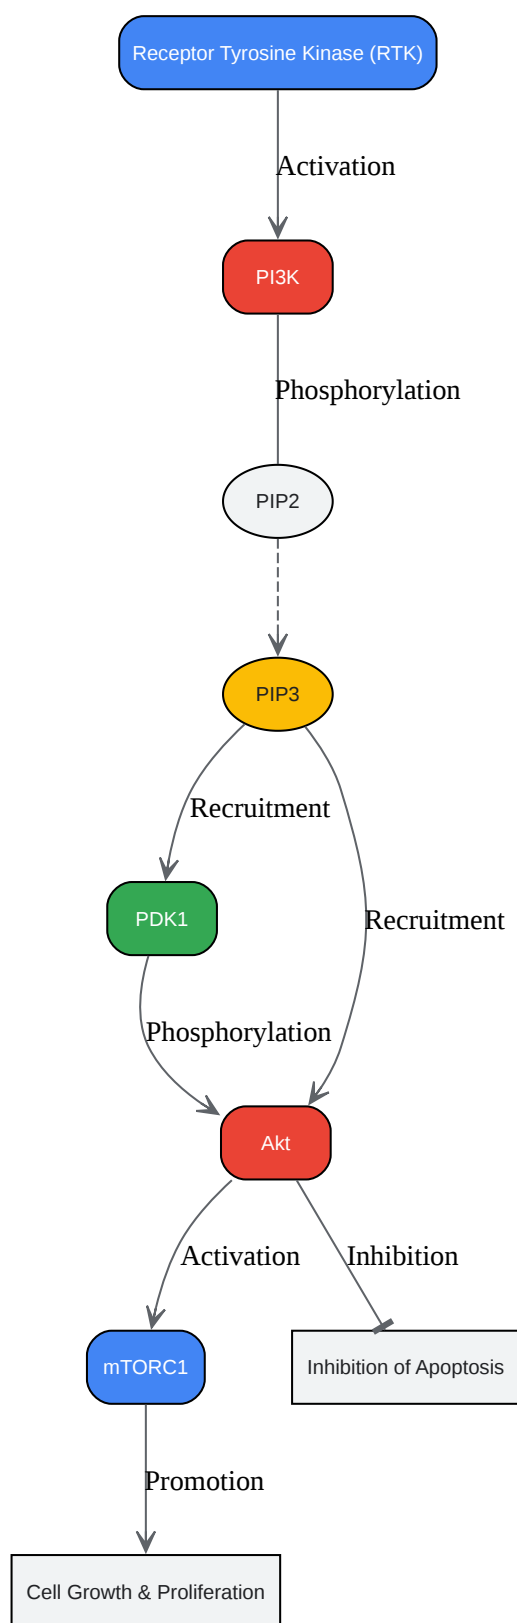 Receptor Tyrosine Kinase (RTK)
Activation
PI3K
Phosphorylation
PIP2
PIP3
Recruitment
PDK1
Recruitment
Phosphorylation
Akt
Activation
Inhibition
mTORC1
Inhibition of Apoptosis
Promotion
Cell Growth & Proliferation